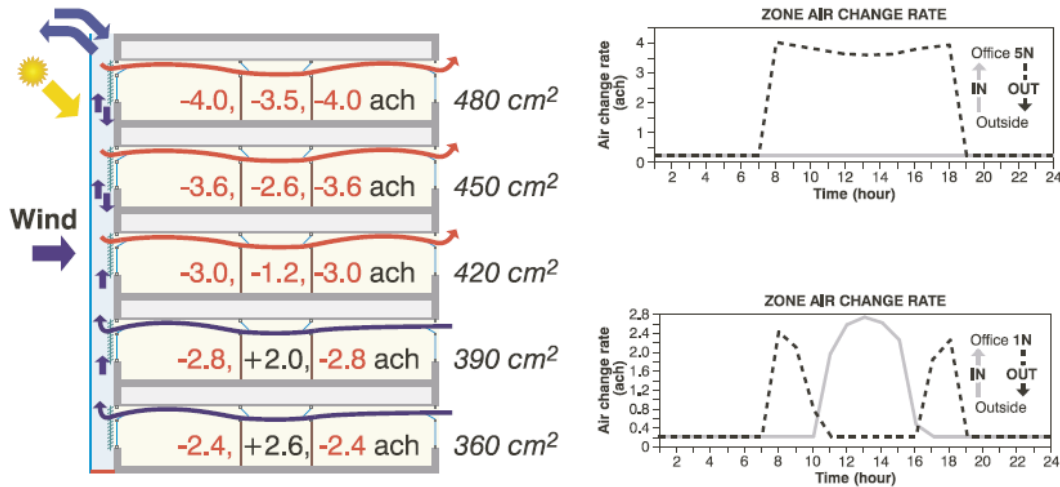 Wind
-4.0, -3.5, -4.0 ach 480 cm²
-3.6, -2.6, -3.6 ach 450 cm²
-3.0, -1.2, -3.0 ach 420 cm²
-2.8, +2.0, -2.8 ach 390 cm²
-2.4, +2.6, -2.4 ach 360 cm²
ZONE AIR CHANGE RATE
Air change rate
(ach)
4
3
2
1
0
2 4 6 8 10 12 14 16 18 20 22 24
Time (hour)
Office 5N
IN OUT
Outside
ZONE AIR CHANGE RATE
Air change rate
(ach)
2.8
2.4
2.0
1.6
1.2
0.8
0.4
0
2 4 6 8 10 12 14 16 18 20 22 24
Time (hour)
Office 1N
IN OUT
Outside